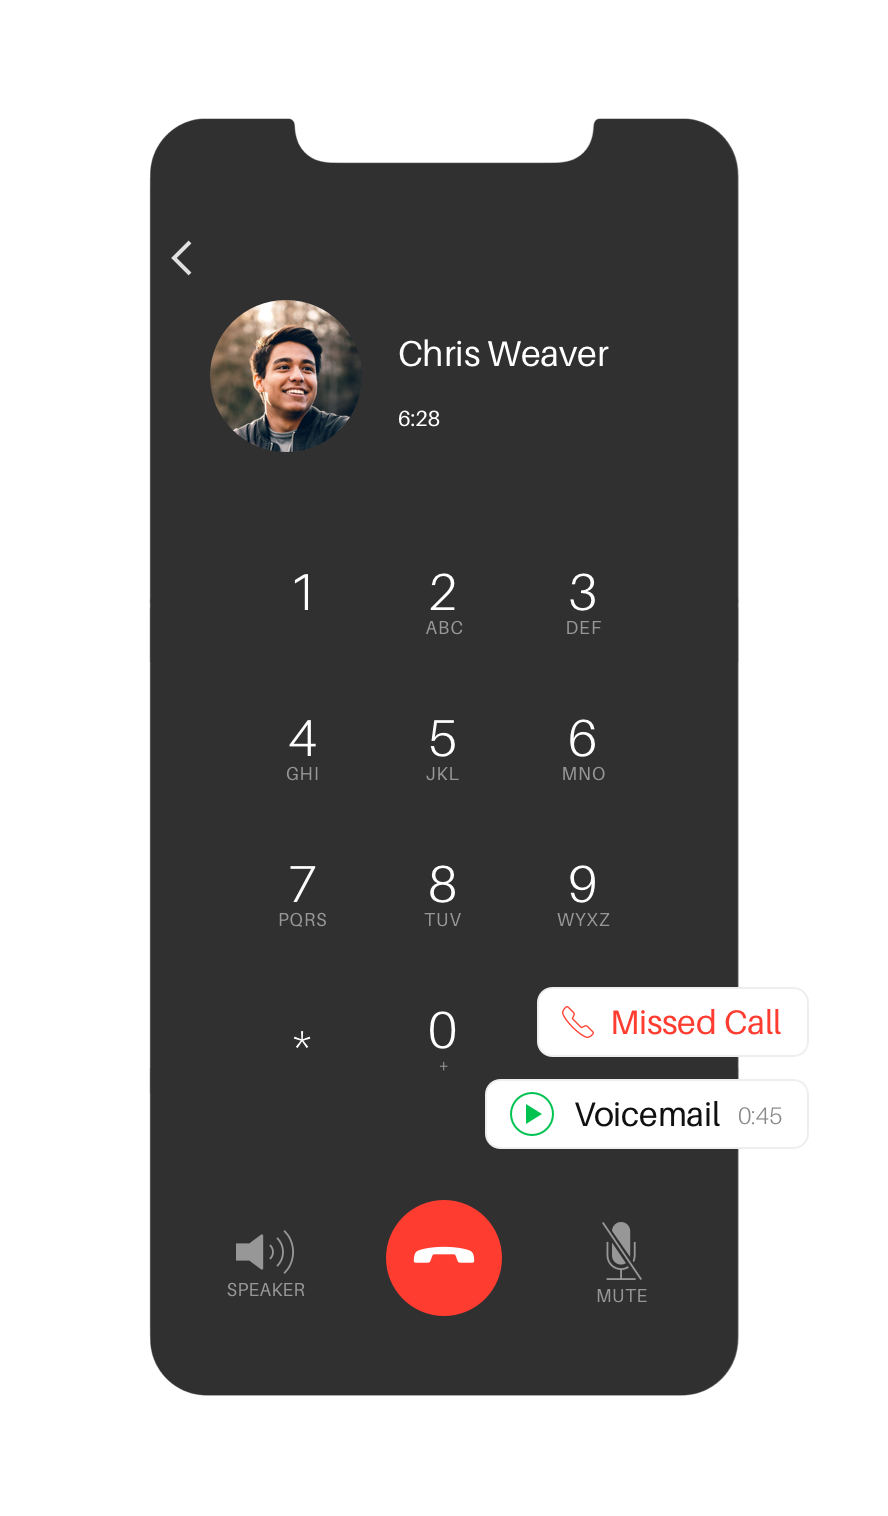 Chris Weaver
6:28
1 2 3
ABC DEF
4 5 6
GHI JKL MNO
7 8 9
PQRS TUV WYXZ
Missed Call
* 0
+
Voicemail 0:45
SPEAKER MUTE